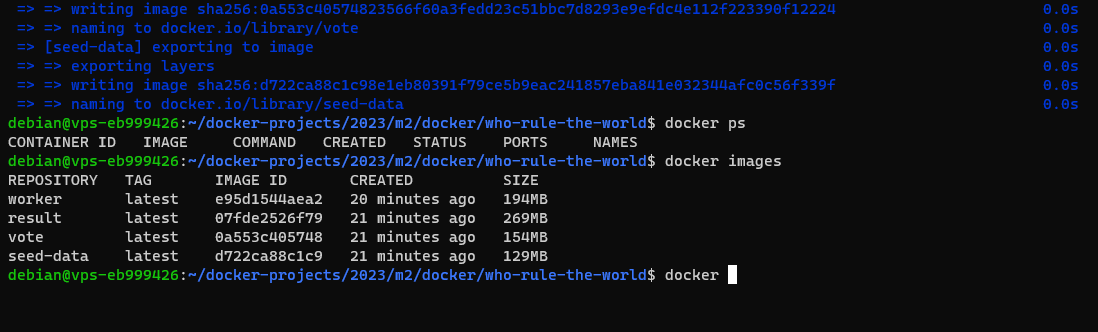 => => writing image sha256:0a553c40574823566f60a3fedd23c51bbc7d8293e9efdc4e112f223390f12224 0.0s
=> => naming to docker.io/library/vote 0.0s
=> [seed-data] exporting to image 0.0s
=> => exporting layers 0.0s
=> => writing image sha256:d722ca88c1c98e1eb80391f79ce5b9eac241857eba841e032344afc0c56f339f 0.0s
=> => naming to docker.io/library/seed-data 0.0s
debian@vps-eb999426:~/docker-projects/2023/m2/docker/who-rule-the-world$ docker ps
CONTAINER ID   IMAGE     COMMAND   CREATED   STATUS    PORTS     NAMES
debian@vps-eb999426:~/docker-projects/2023/m2/docker/who-rule-the-world$ docker images
REPOSITORY   TAG       IMAGE ID       CREATED          SIZE
worker       latest    e95d1544aea2   20 minutes ago   194MB
result       latest    07fde2526f79   21 minutes ago   269MB
vote         latest    0a553c405748   21 minutes ago   154MB
seed-data    latest    d722ca88c1c9   21 minutes ago   129MB
debian@vps-eb999426:~/docker-projects/2023/m2/docker/who-rule-the-world$ docker